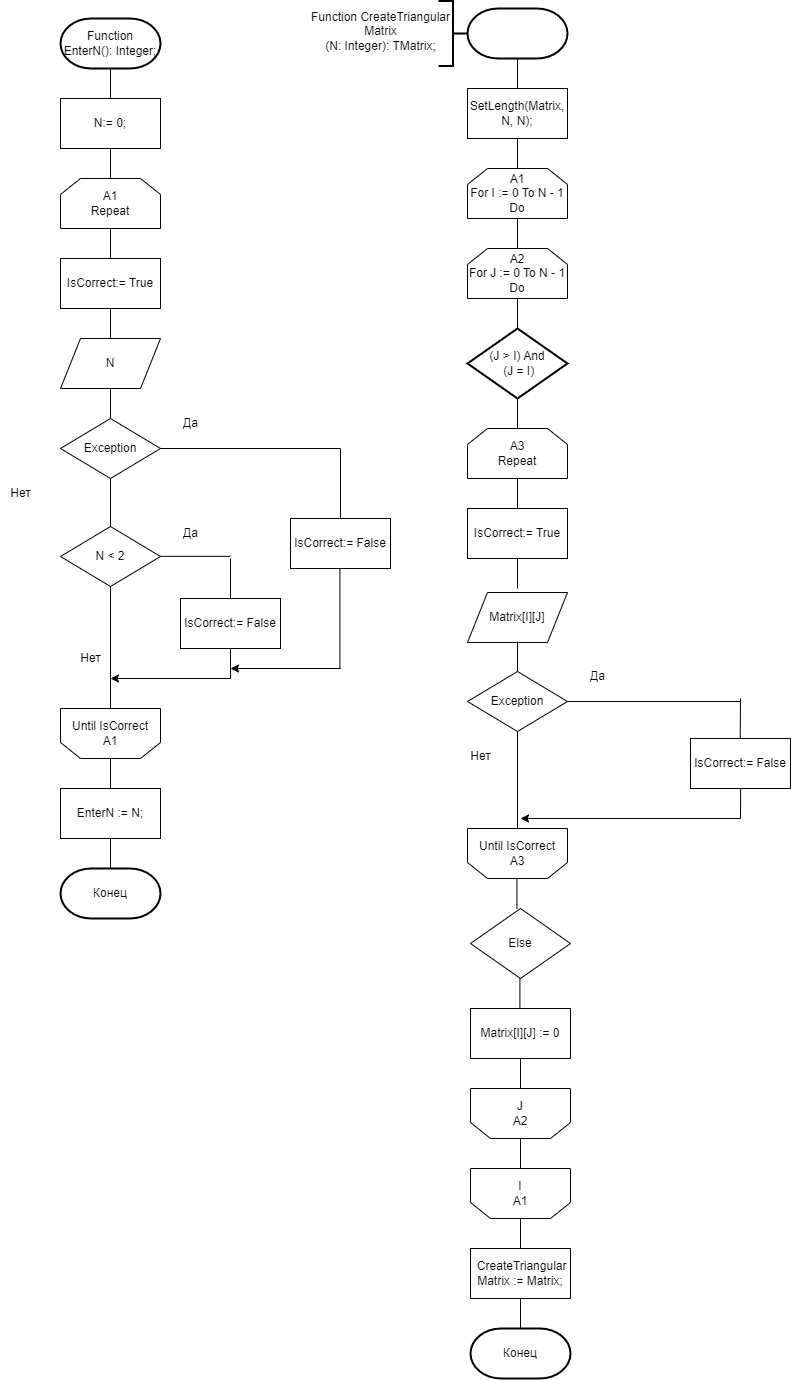 Function
EnterN(): Integer;
N:= 0;
A1
Repeat
IsCorrect:= True
N
Exception
Да
Нет
IsCorrect:= False
N < 2
Да
IsCorrect:= False
Нет
Until IsCorrect
A1
EnterN := N;
Конец
Function CreateTriangular
Matrix
(N: Integer): TMatrix;
SetLength(Matrix,
N, N);
A1
For I := 0 To N - 1
Do
A2
For J := 0 To N - 1
Do
(J > I) And
(J = I)
A3
Repeat
IsCorrect:= True
Matrix[I][J]
Exception
Да
Нет
IsCorrect:= False
Until IsCorrect
A3
Else
Matrix[I][J] := 0
J
A2
I
A1
CreateTriangular
Matrix := Matrix;
Конец